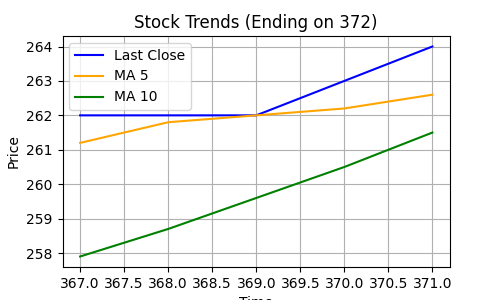 Stock Trends (Ending on 372)
Last Close
MA 5
MA 10
Price
264
263
262
261
260
259
258
367.0 367.5 368.0 368.5 369.0 369.5 370.0 370.5 371.0
Time